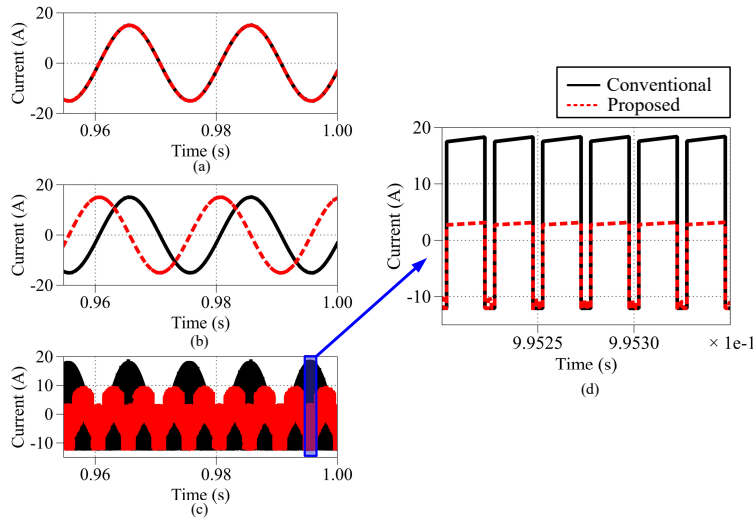 Current (A)
20
0
-20
0.96
0.98
1.00
Time (s)
(a)
Current (A)
20
0
-20
0.96
0.98
1.00
Time (s)
(b)
Current (A)
20
10
0
-10
0.96
0.98
1.00
Time (s)
(c)
Conventional
Proposed
Current (A)
20
10
0
-10
9.9525
9.9530
× 1e-1
Time (s)
(d)